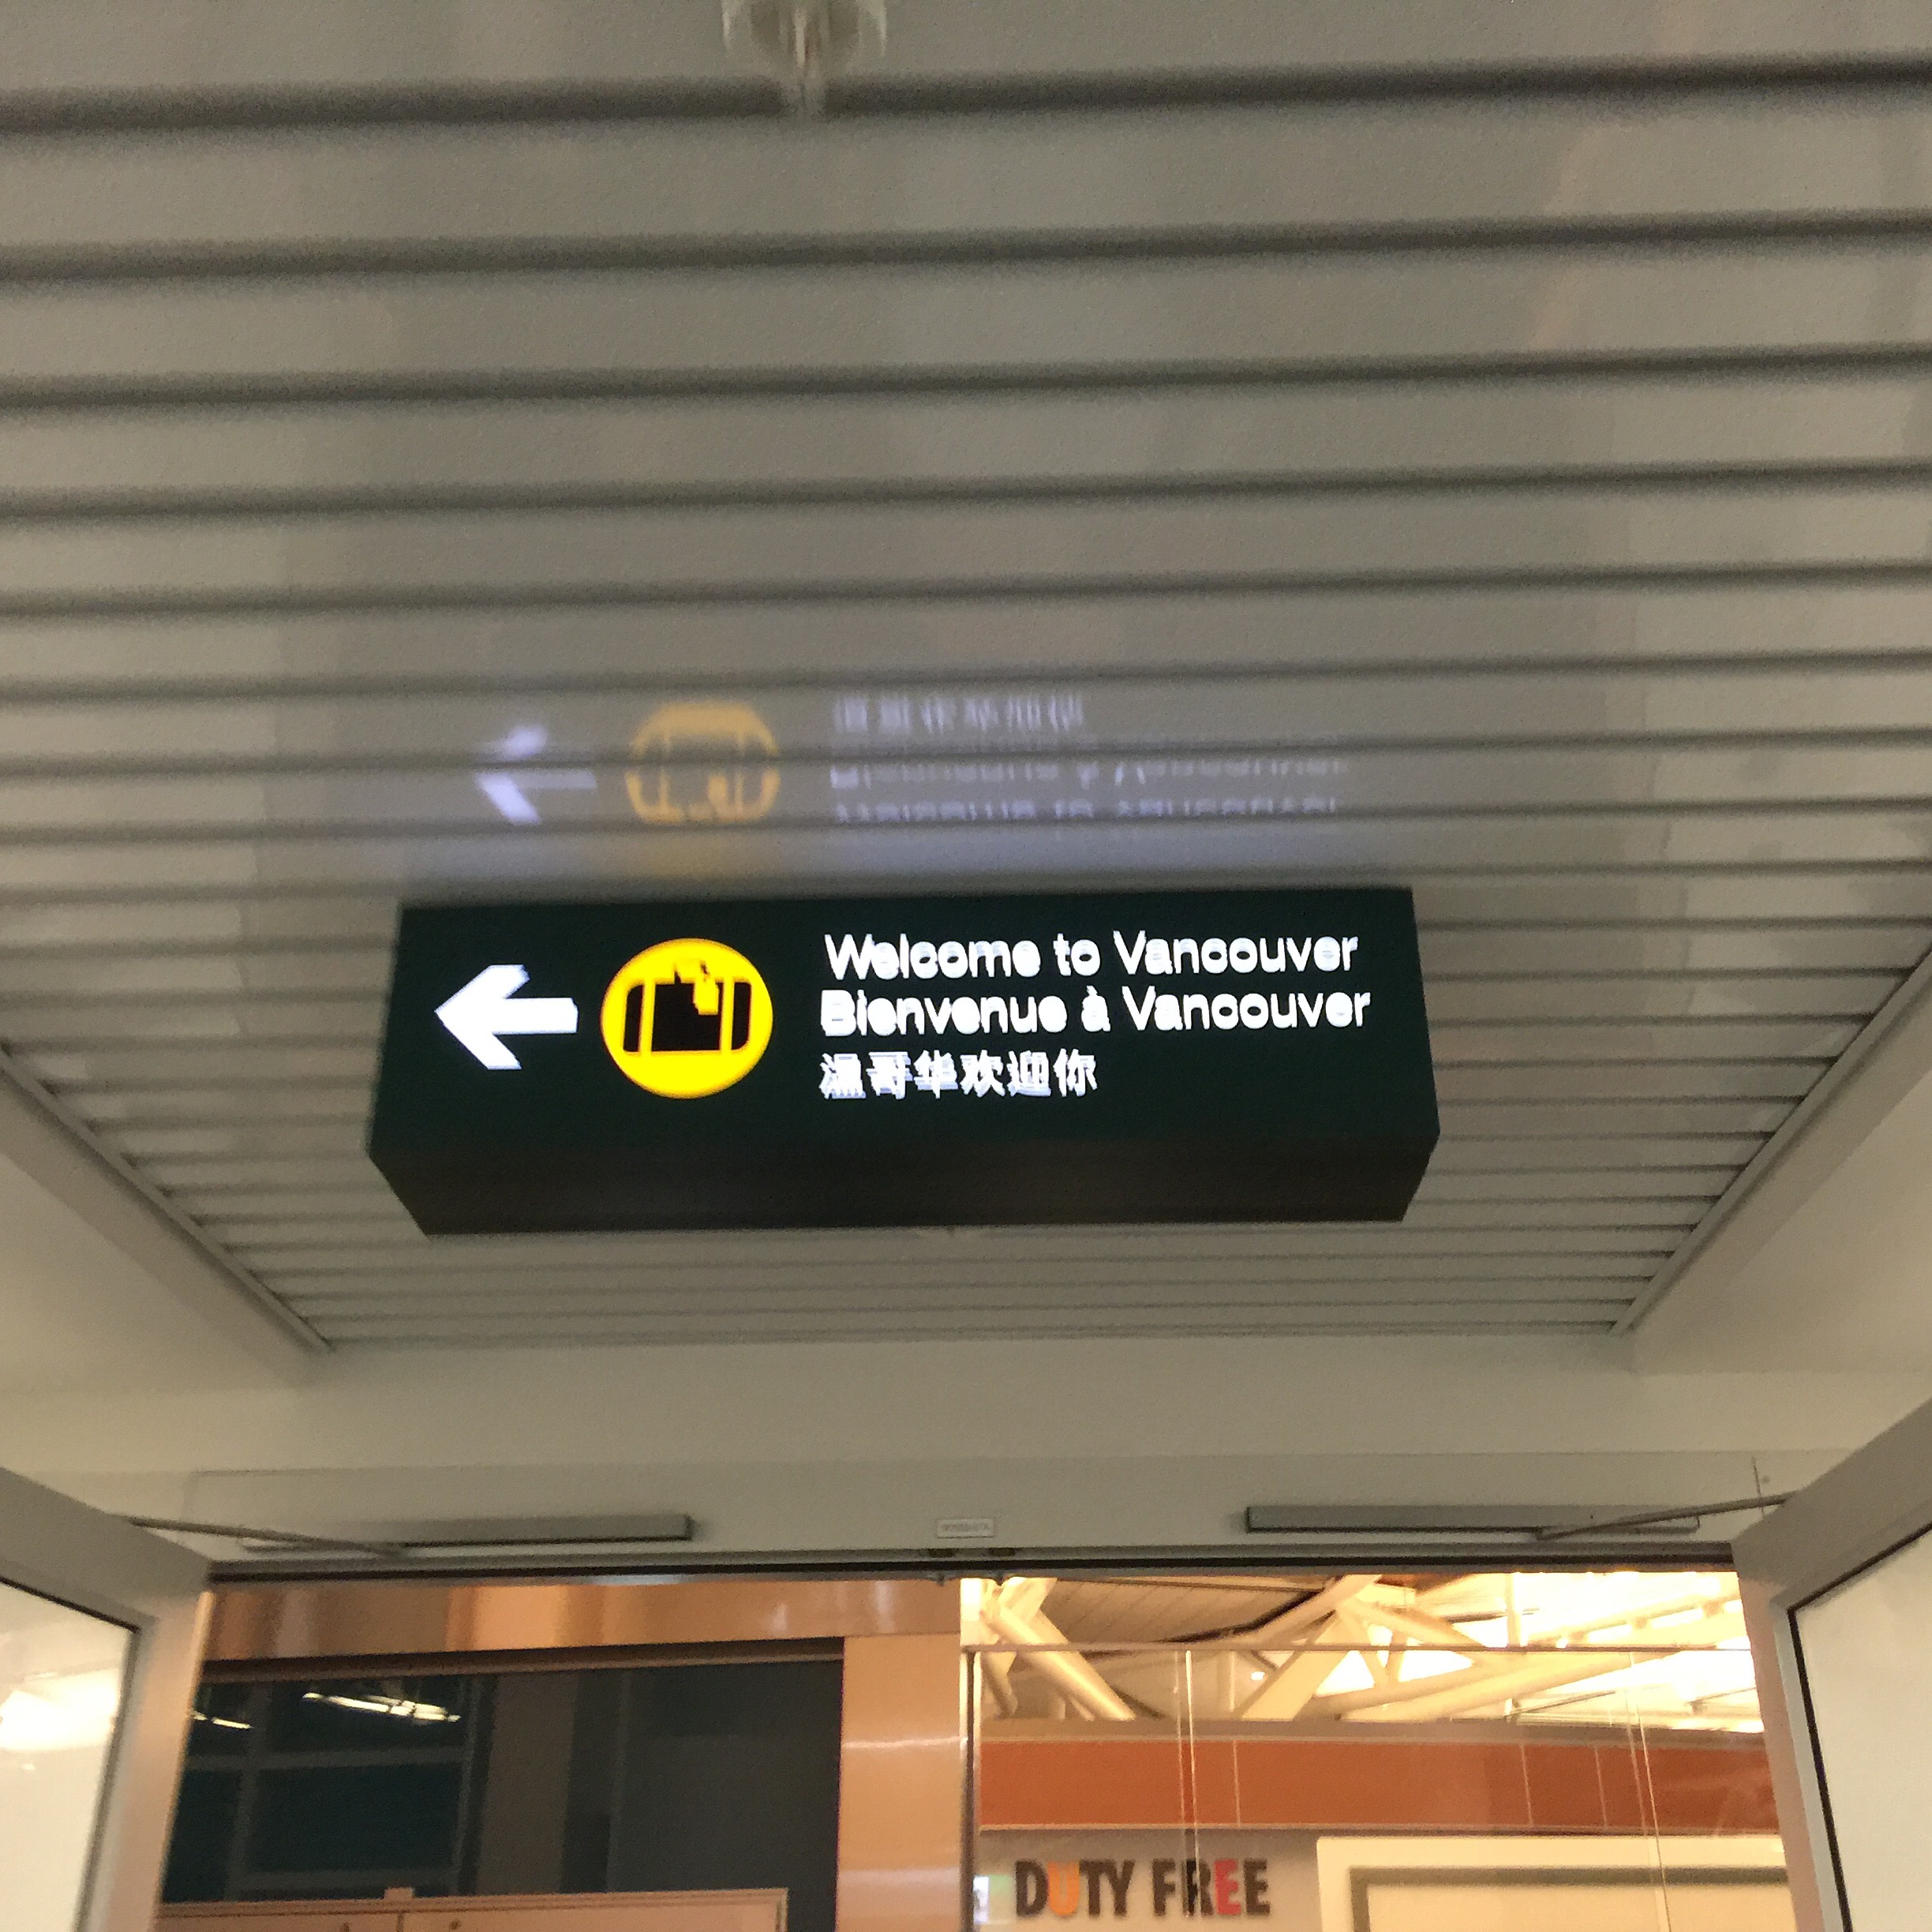 Welcome to Vancouver
Bienvenue à Vancouver
温哥华欢迎你
DUTY FREE